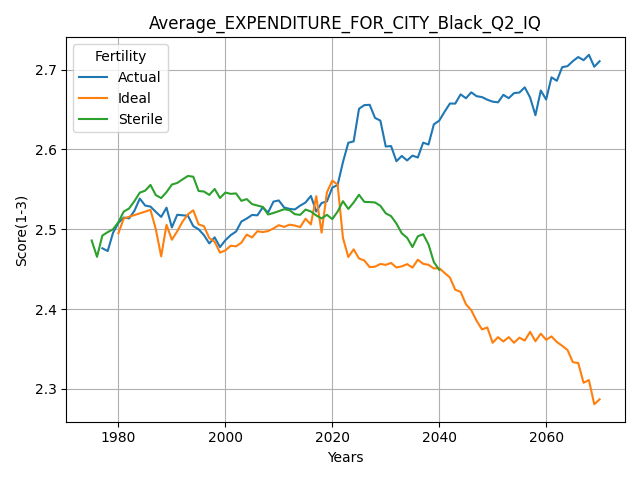 Average_EXPENDITURE_FOR_CITY_Black_Q2_IQ
Fertility
Actual
Ideal
Sterile
Score(1-3)
2.7
2.6
2.5
2.4
2.3
1980 2000 2020 2040 2060
Years